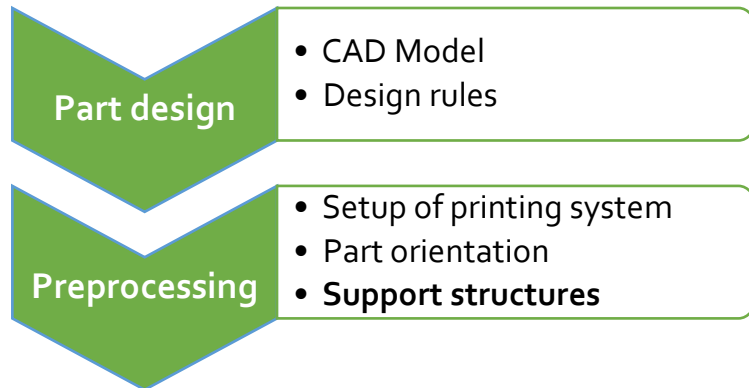 Part design
• CAD Model
• Design rules
Preprocessing
• Setup of printing system
• Part orientation
• Support structures